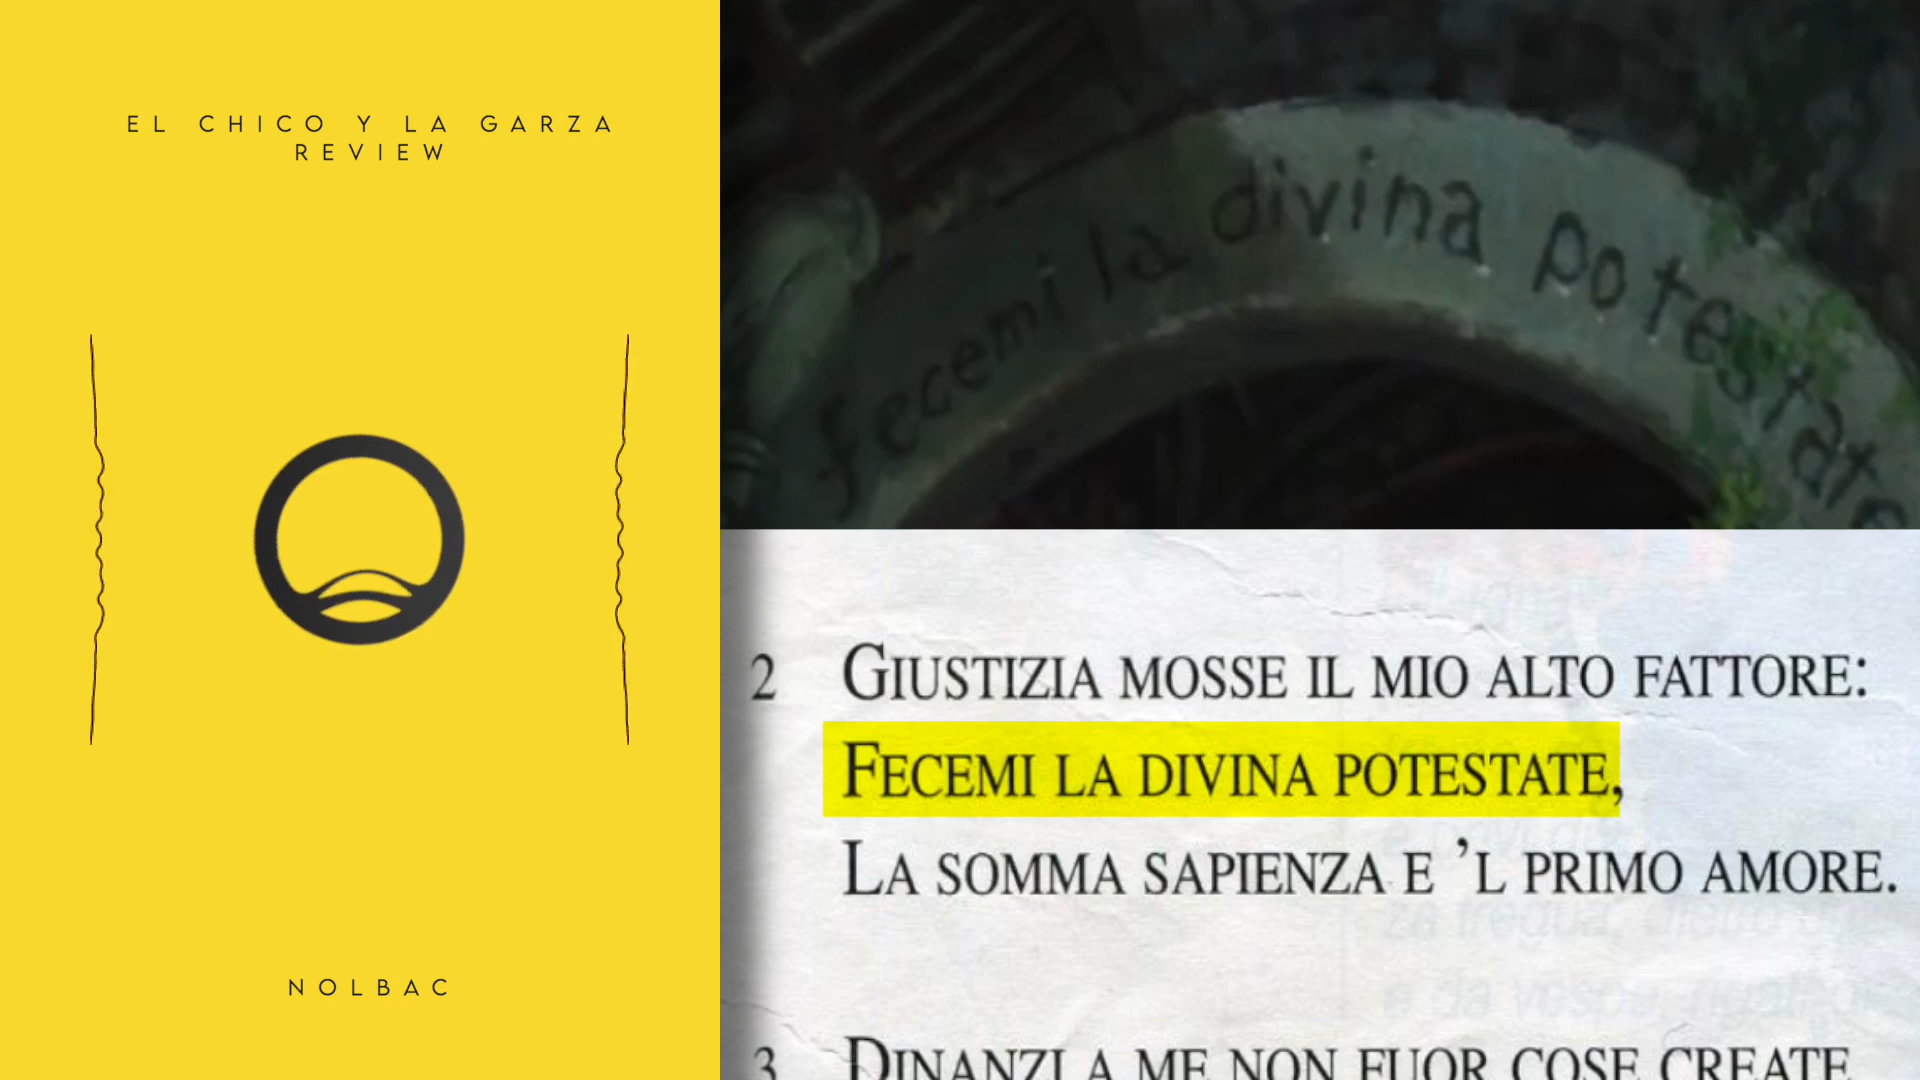 EL CHICO Y LA GARZA
REVIEW
NOLBAC
fecemi la divina potestate
2 GIUSTIZIA MOSSE IL MIO ALTO FATTORE:
FECEMI LA DIVINA POTESTATE,
LA SOMMA SAPIENZA E ’L PRIMO AMORE.
3 DINANZI A ME NON FUOR COSE CREATE